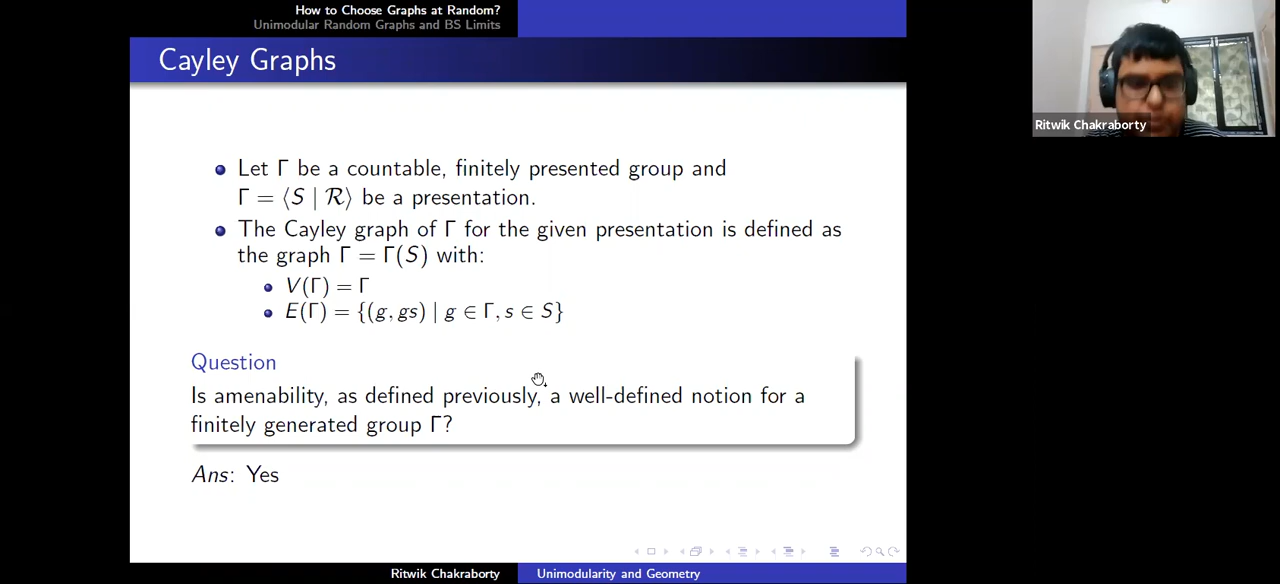 How to Choose Graphs at Random?
Unimodular Random Graphs and BS Limits
Cayley Graphs
Let Γ be a countable, finitely presented group and
Γ = ⟨S | ℛ⟩ be a presentation.
The Cayley graph of Γ for the given presentation is defined as
the graph Γ = Γ(S) with:
V(Γ) = Γ
E(Γ) = {(g, gs) | g ∈ Γ, s ∈ S}
Question
Is amenability, as defined previously, a well-defined notion for a
finitely generated group Γ?
Ans: Yes
Ritwik Chakraborty
Unimodularity and Geometry
Ritwik Chakraborty